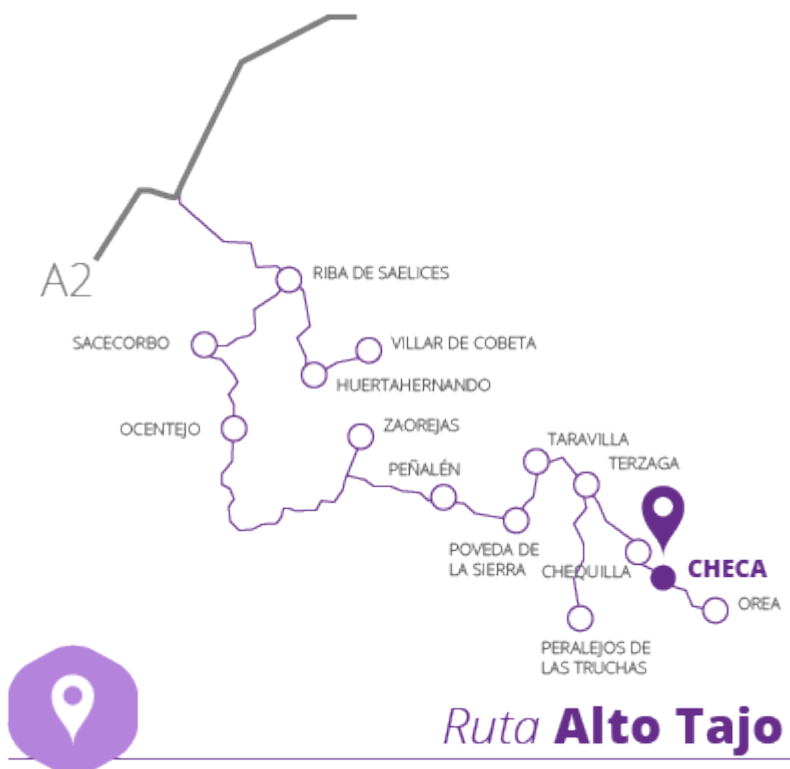 A2
RIBA DE SAELICES
SACECORBO
VILLAR DE COBETA
HUERTAHERNANDO
OCENTEJO
ZAOREJAS
TARAVILLA
PEÑALÉN
TERZAGA
POVEDA DE
LA SIERRA
CHEQUILLA
CHECA
OREA
PERALEJOS DE
LAS TRUCHAS
Ruta Alto Tajo